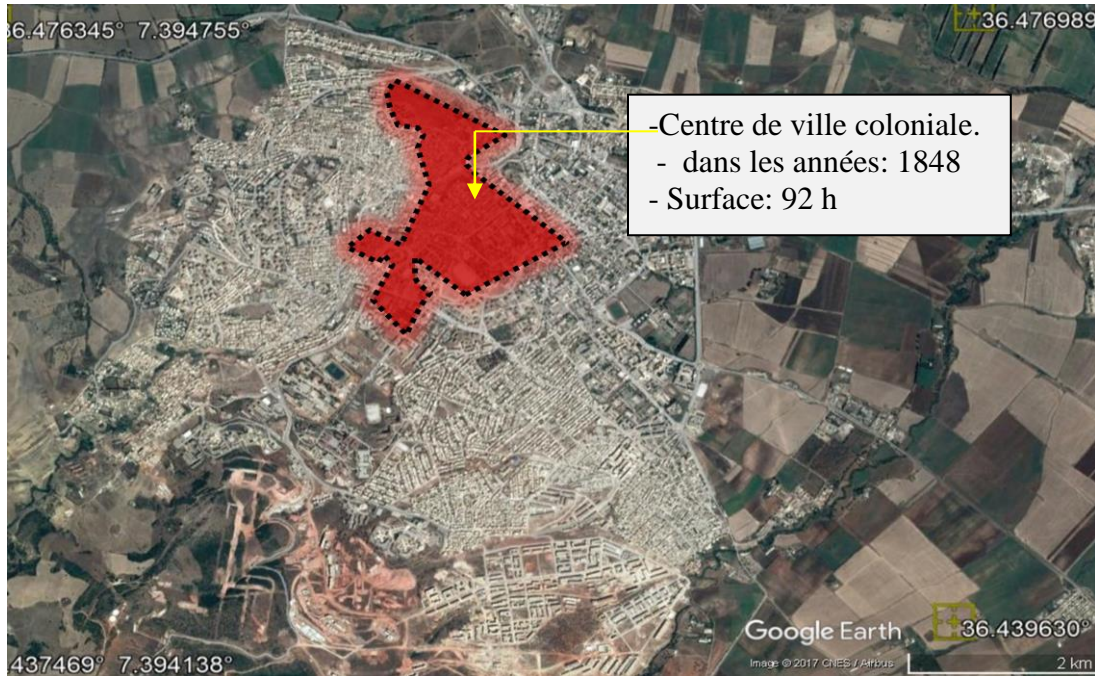 36.476345° 7.394755°
36.476989
-Centre de ville coloniale.
- dans les années: 1848
- Surface: 92 h
Google Earth
36.439630°
.437469° 7.394138°
Image © 2017 CNES / Airbus
2 km